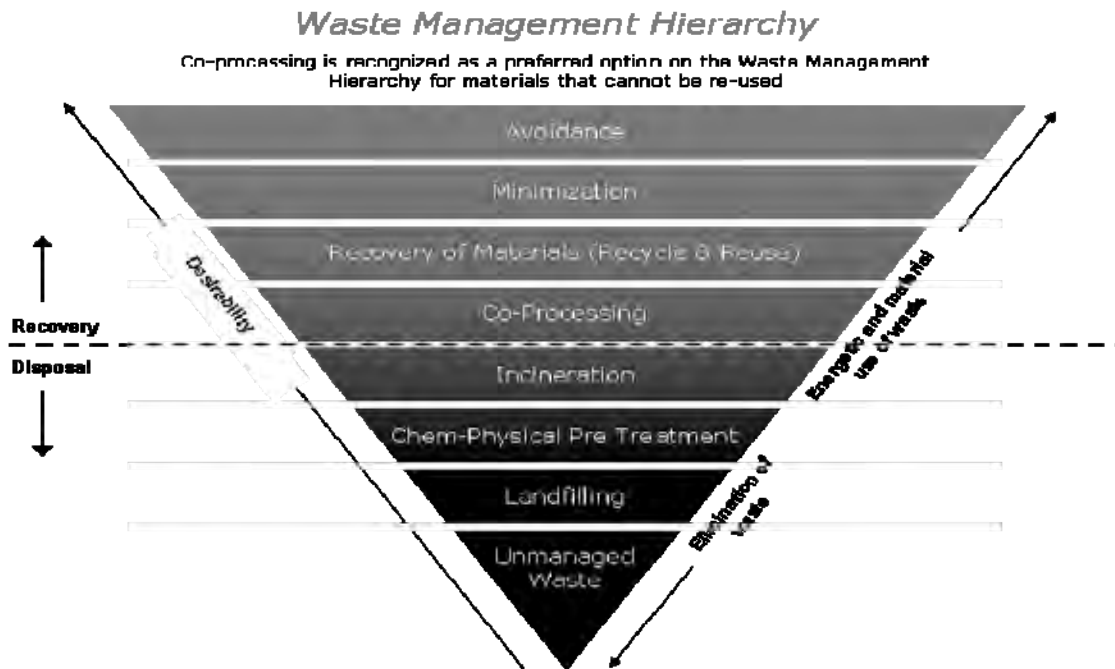 Waste Management Hierarchy
Co-processing is recognized as a preferred option on the Waste Management
Hierarchy for materials that cannot be re-used
Avoidance
Minimization
Recovery of Materials (Recycle & Reuse)
Co-Processing
Incineration
Chem-Physical Pre Treatment
Landfilling
Unmanaged
Waste
Desirability
Recovery
Disposal
Energetic and material
use of waste
Elimination of
waste